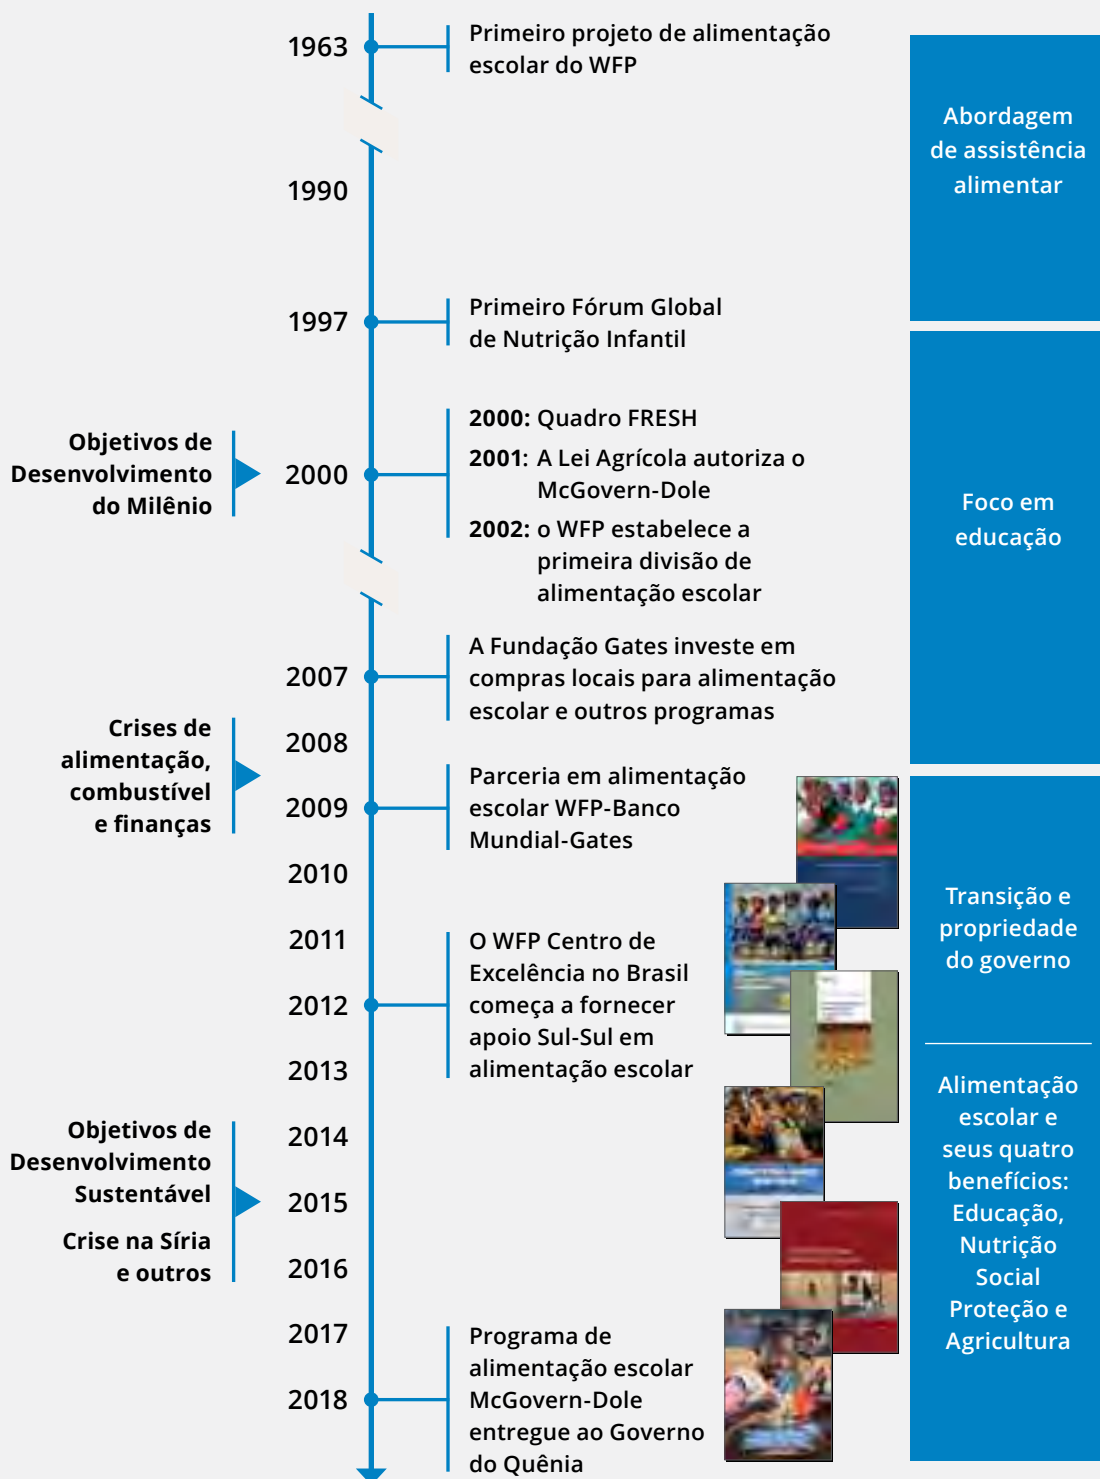 1963
Primeiro projeto de alimentação
escolar do WFP
1990
1997
Primeiro Fórum Global
de Nutrição Infantil
Objetivos de
Desenvolvimento
do Milênio
2000
2000: Quadro FRESH
2001: A Lei Agrícola autoriza o
McGovern-Dole
2002: o WFP estabelece a
primeira divisão de
alimentação escolar
2007
A Fundação Gates investe em
compras locais para alimentação
escolar e outros programas
Crises de
alimentação,
combustível
e finanças
2008
2009
Parceria em alimentação
escolar WFP-Banco
Mundial-Gates
2010
2011
2012
O WFP Centro de
Excelência no Brasil
começa a fornecer
apoio Sul-Sul em
alimentação escolar
2013
Objetivos de
Desenvolvimento
Sustentável
Crise na Síria
e outros
2014
2015
2016
2017
2018
Programa de
alimentação escolar
McGovern-Dole
entregue ao Governo
do Quênia
Abordagem
de assistência
alimentar
Foco em
educação
Transição e
propriedade
do governo
Alimentação
escolar e
seus quatro
benefícios:
Educação,
Nutrição
Social
Proteção e
Agricultura